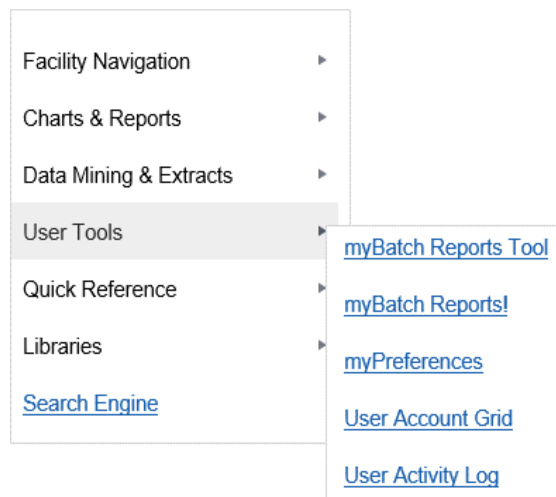 Facility Navigation
Charts & Reports
Data Mining & Extracts
User Tools
Quick Reference
Libraries
Search Engine
myBatch Reports Tool
myBatch Reports!
myPreferences
User Account Grid
User Activity Log